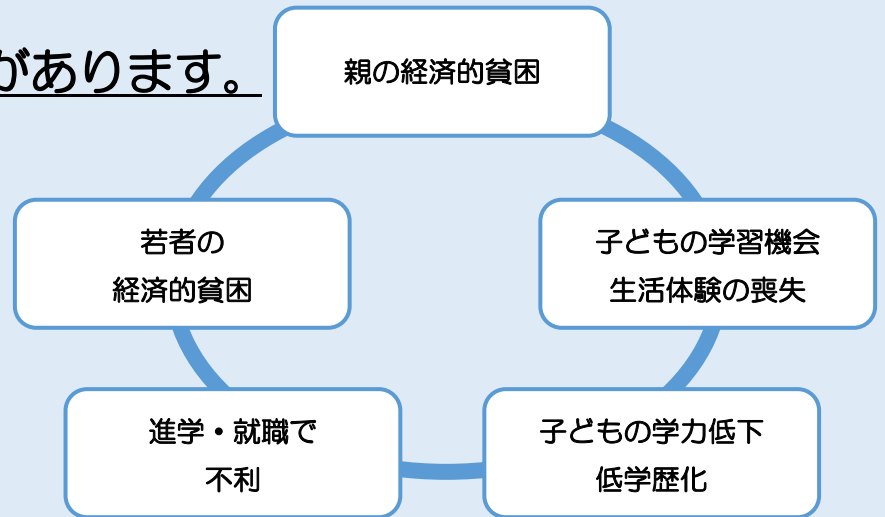 があります。
親の経済的貧困
子どもの学習機会
生活体験の喪失
子どもの学力低下
低学歴化
進学・就職で
不利
若者の
経済的貧困